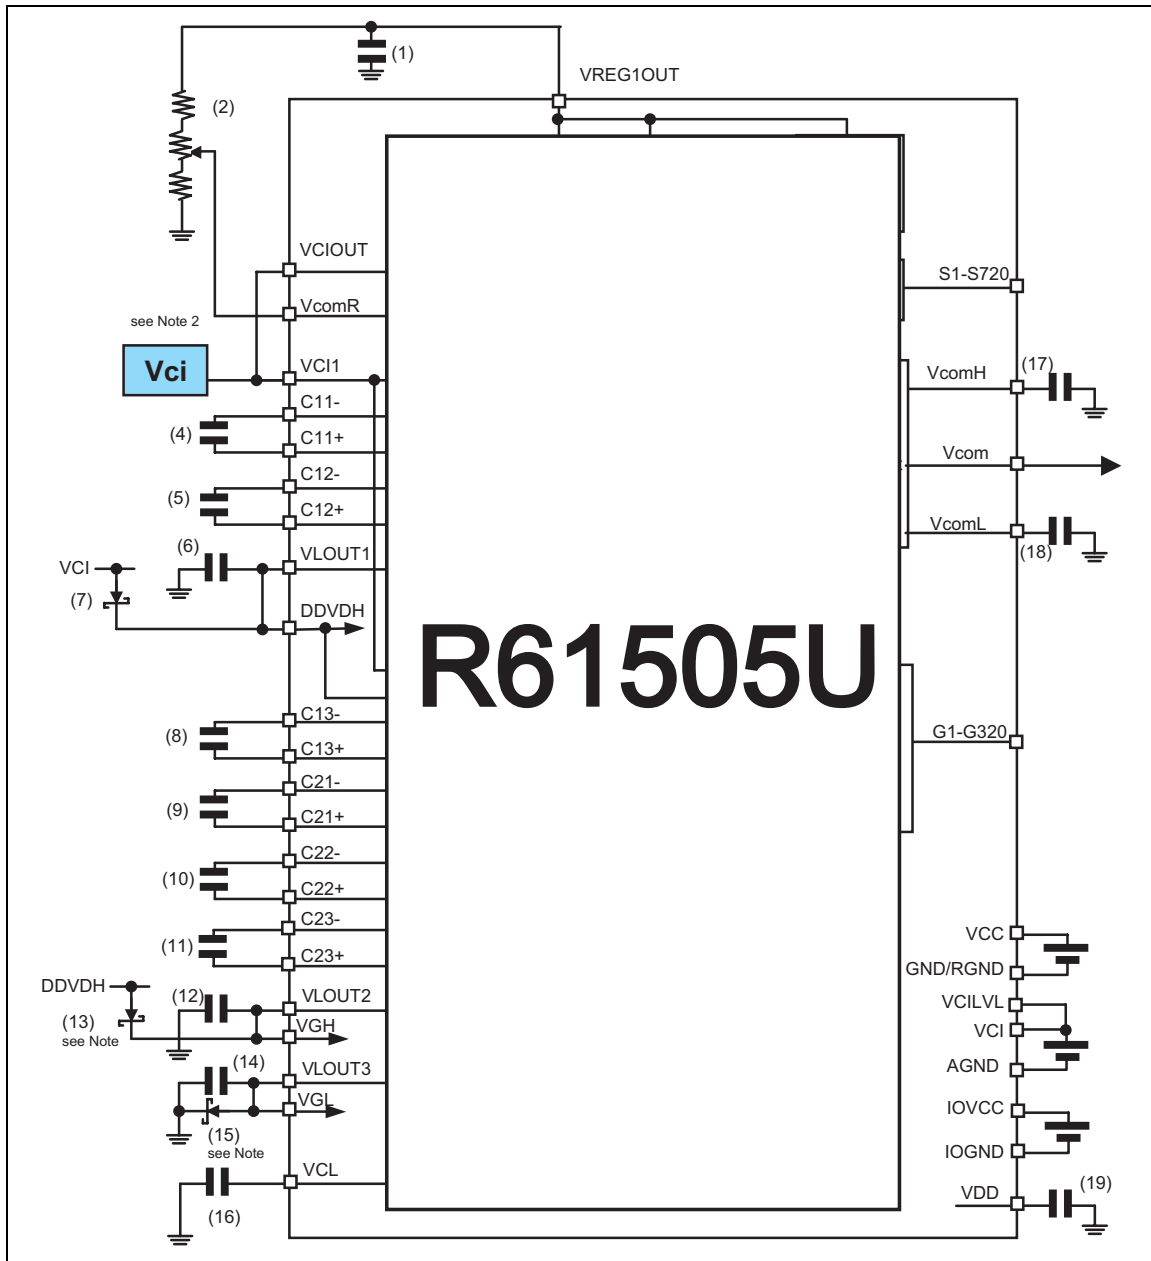 (1)
VREG1OUT
(2)
VCIOUT
S1-S720
VcomR
see Note 2
Vci
VCI1
VcomH
(17)
C11-
(4)
C11+
Vcom
C12-
(5)
C12+
VcomL
(18)
(6)
VLOUT1
VCI
(7)
DDVDH
R61505U
C13-
(8)
C13+
G1-G320
C21-
(9)
C21+
C22-
(10)
C22+
C23-
(11)
C23+
VCC
GND/RGND
DDVDH
(12)
VLOUT2
VCILVL
(13)
see Note
VGH
VCI
(14)
VLOUT3
AGND
VGL
IOVCC
(15)
see Note
IOGND
VCL
(16)
VDD
(19)